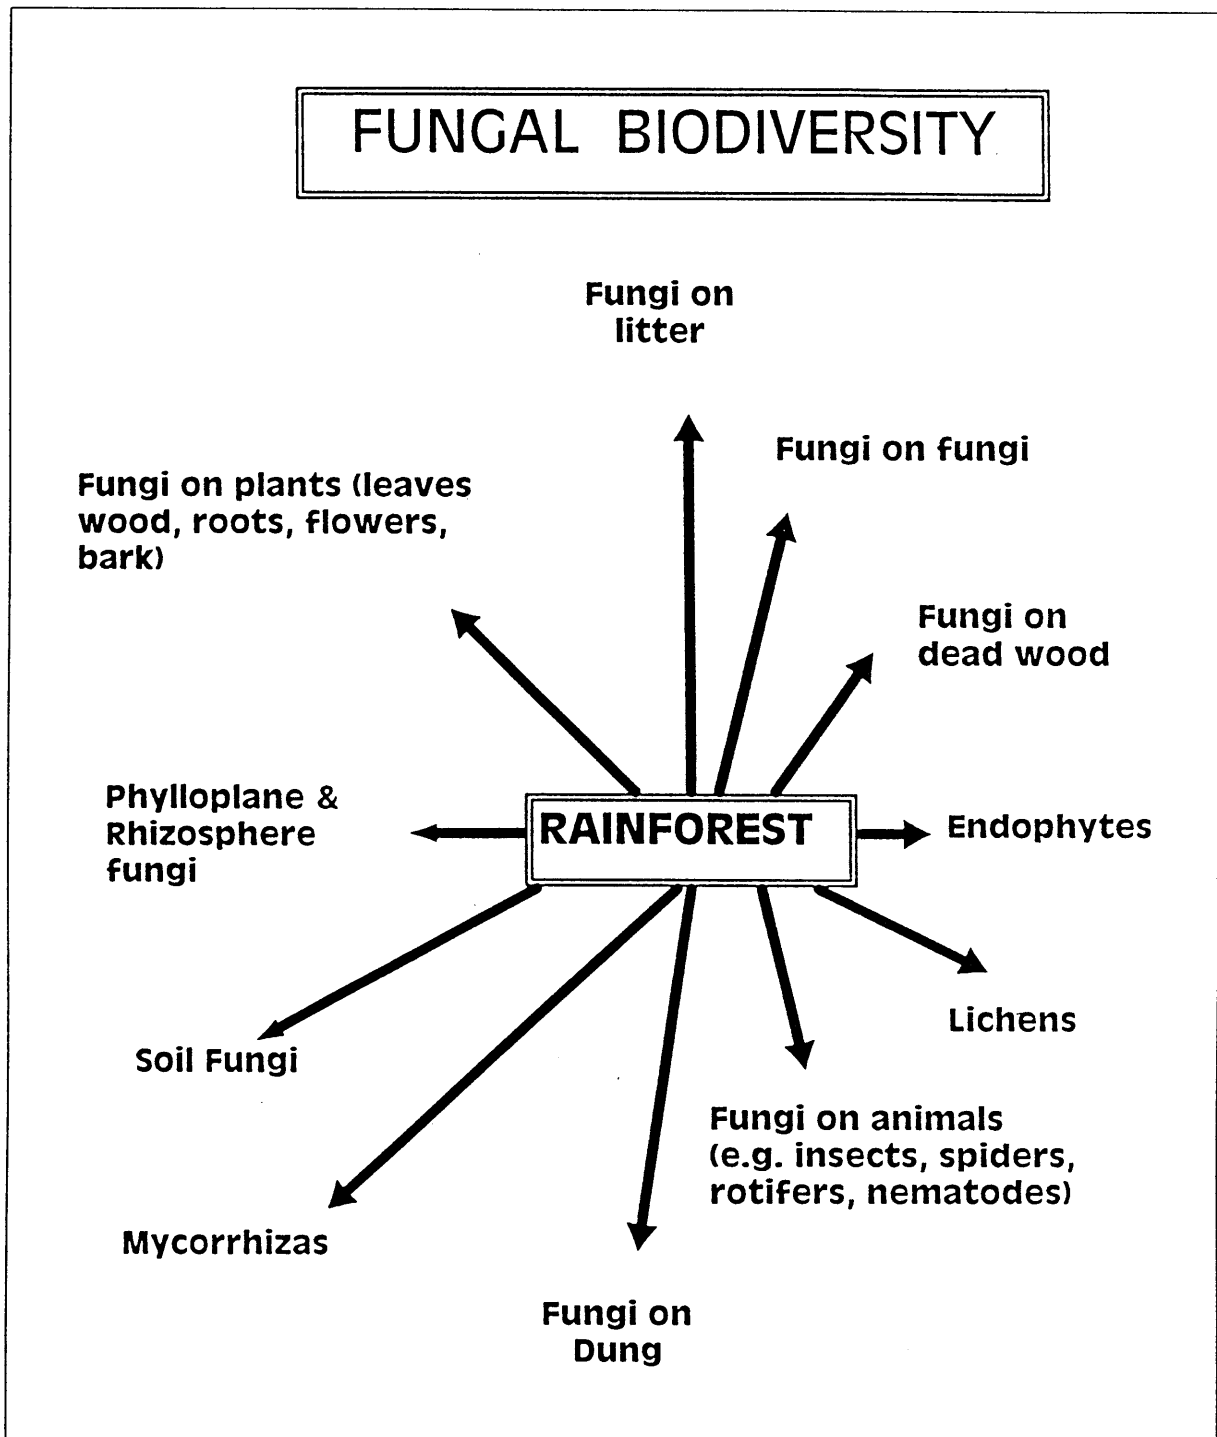 FUNGAL BIODIVERSITY
Fungi on
litter
Fungi on fungi
Fungi on plants (leaves
wood, roots, flowers,
bark)
Fungi on
dead wood
Phylloplane &
Rhizosphere
fungi
RAINFOREST
Endophytes
Soil Fungi
Lichens
Fungi on animals
(e.g. insects, spiders,
rotifers, nematodes)
Mycorrhizas
Fungi on
Dung